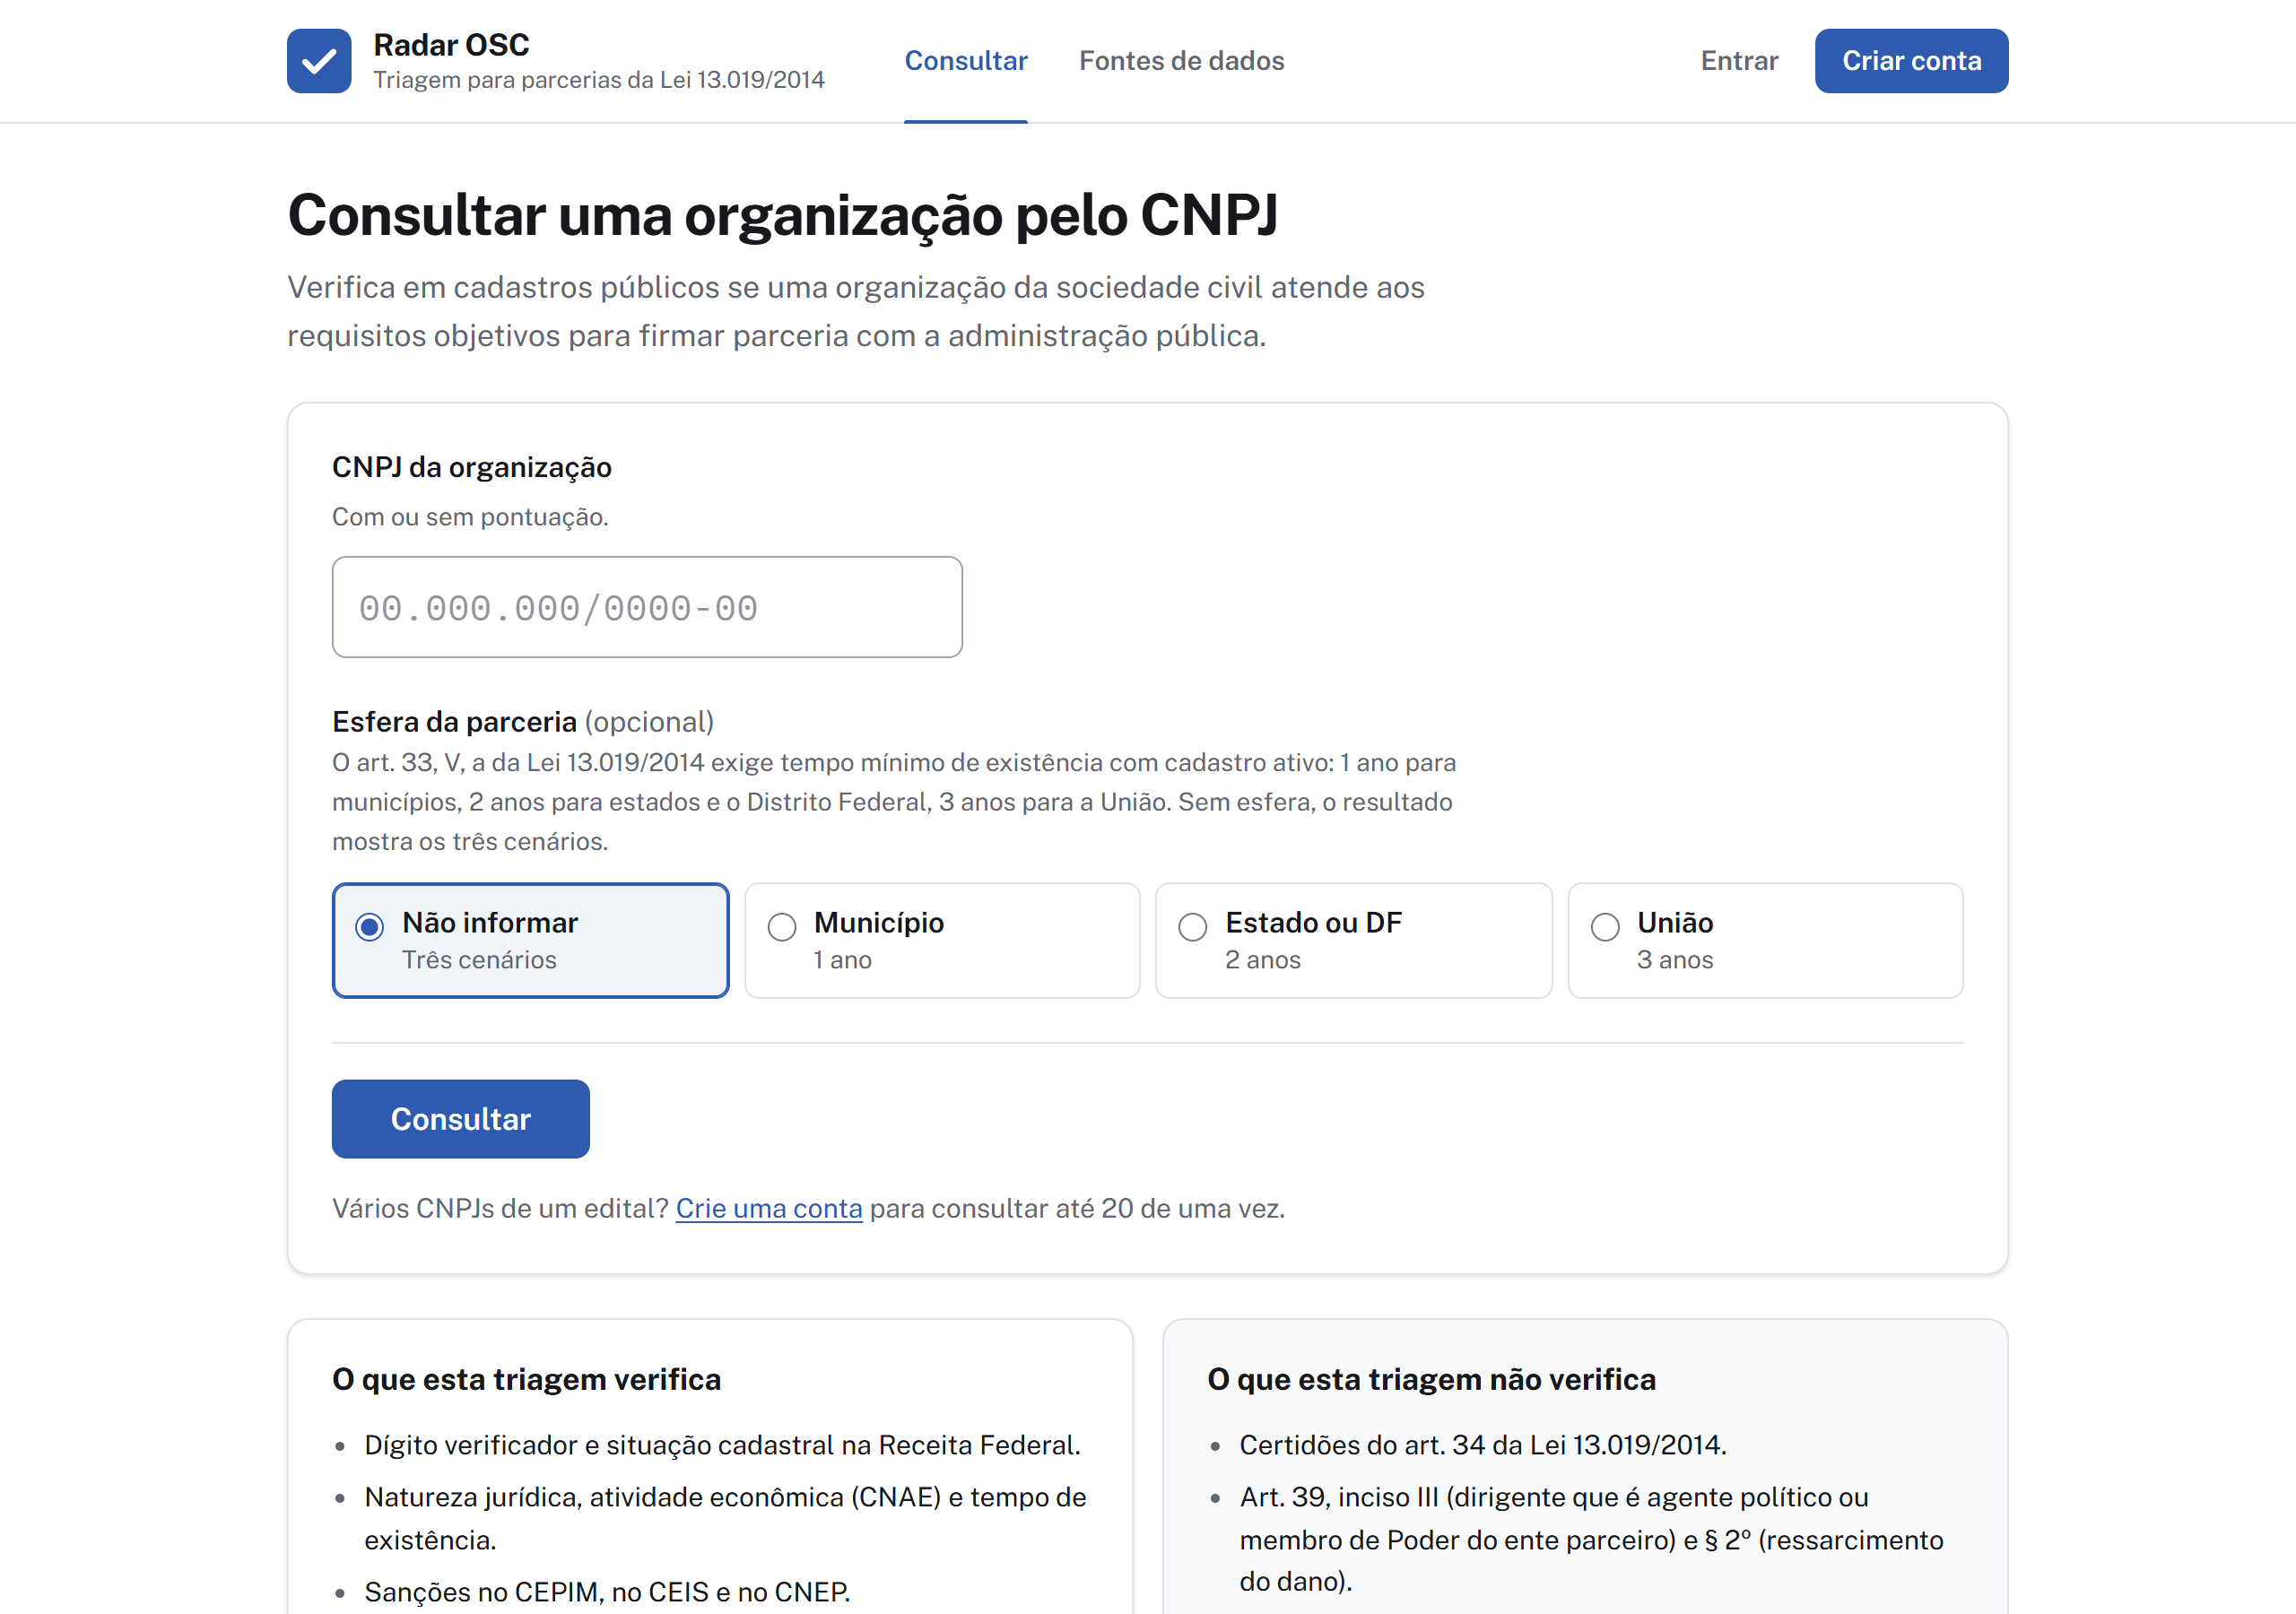 Radar OSC
Triagem para parcerias da Lei 13.019/2014
Consultar
Fontes de dados
Entrar
Criar conta
Consultar uma organização pelo CNPJ
Verifica em cadastros públicos se uma organização da sociedade civil atende aos
requisitos objetivos para firmar parceria com a administração pública.
CNPJ da organização
Com ou sem pontuação.
00.000.000/0000-00
Esfera da parceria (opcional)
O art. 33, V, a da Lei 13.019/2014 exige tempo mínimo de existência com cadastro ativo: 1 ano para
municípios, 2 anos para estados e o Distrito Federal, 3 anos para a União. Sem esfera, o resultado
mostra os três cenários.
Não informar
Três cenários
Município
1 ano
Estado ou DF
2 anos
União
3 anos
Consultar
Vários CNPJs de um edital? Crie uma conta para consultar até 20 de uma vez.
O que esta triagem verifica
Dígito verificador e situação cadastral na Receita Federal.
Natureza jurídica, atividade econômica (CNAE) e tempo de
existência.
Sanções no CEPIM, no CEIS e no CNEP.
O que esta triagem não verifica
Certidões do art. 34 da Lei 13.019/2014.
Art. 39, inciso III (dirigente que é agente político ou
membro de Poder do ente parceiro) e § 2º (ressarcimento
do dano).